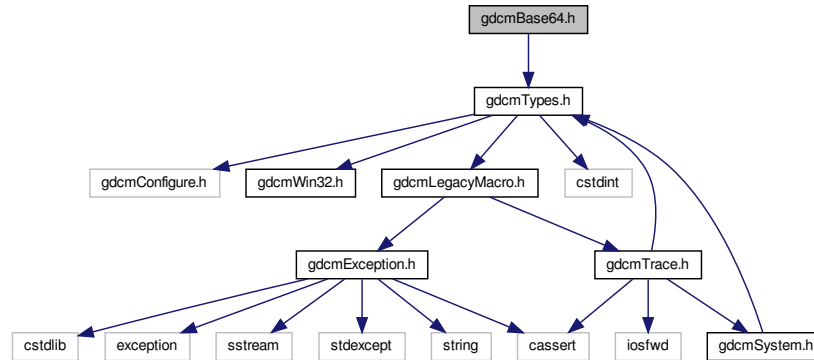 gdcmBase64.h
gdcmTypes.h
gdcmConfigure.h
gdcmWin32.h
gdcmLegacyMacro.h
cstdint
gdcmException.h
gdcmTrace.h
cstdlib
exception
sstream
stdexcept
string
cassert
iosfwd
gdcmSystem.h